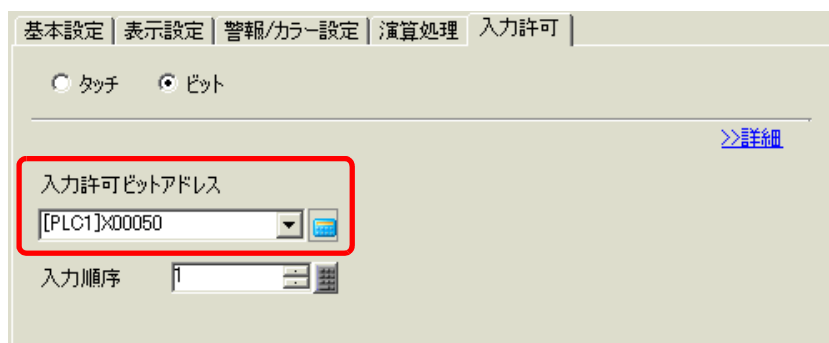 基本設定 表示設定 警報/カラー設定 演算処理 入力許可
タッチ ビット
>>詳細
入力許可ビットアドレス
[PLC1]X00050
入力順序 1